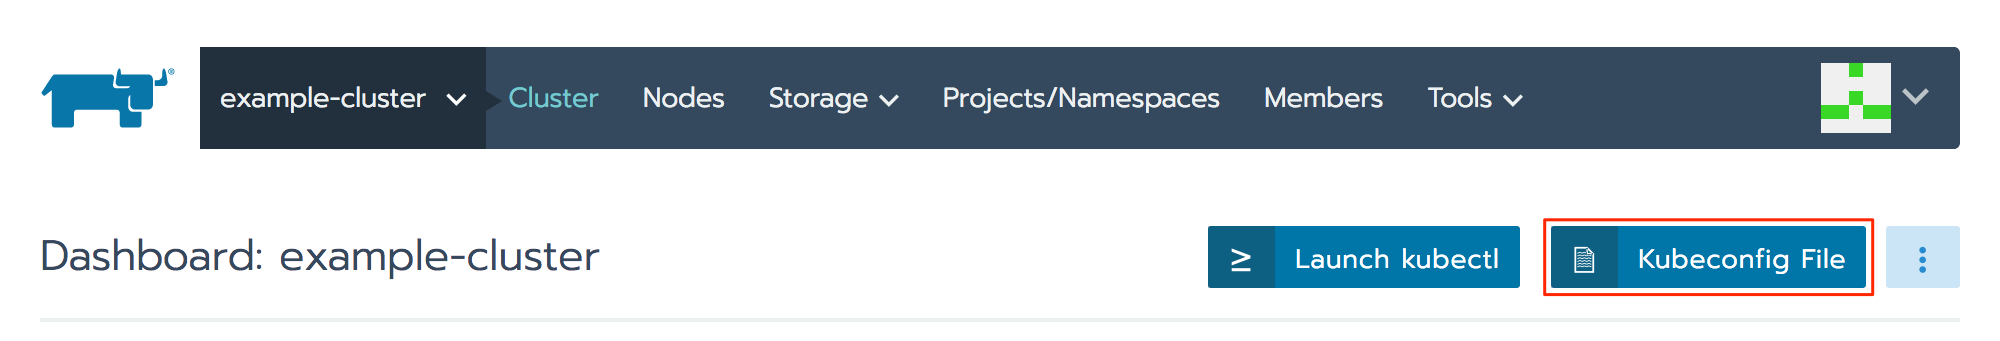 ® example-cluster Cluster Nodes Storage Projects/Namespaces Members Tools
Dashboard: example-cluster Launch kubectl Kubeconfig File